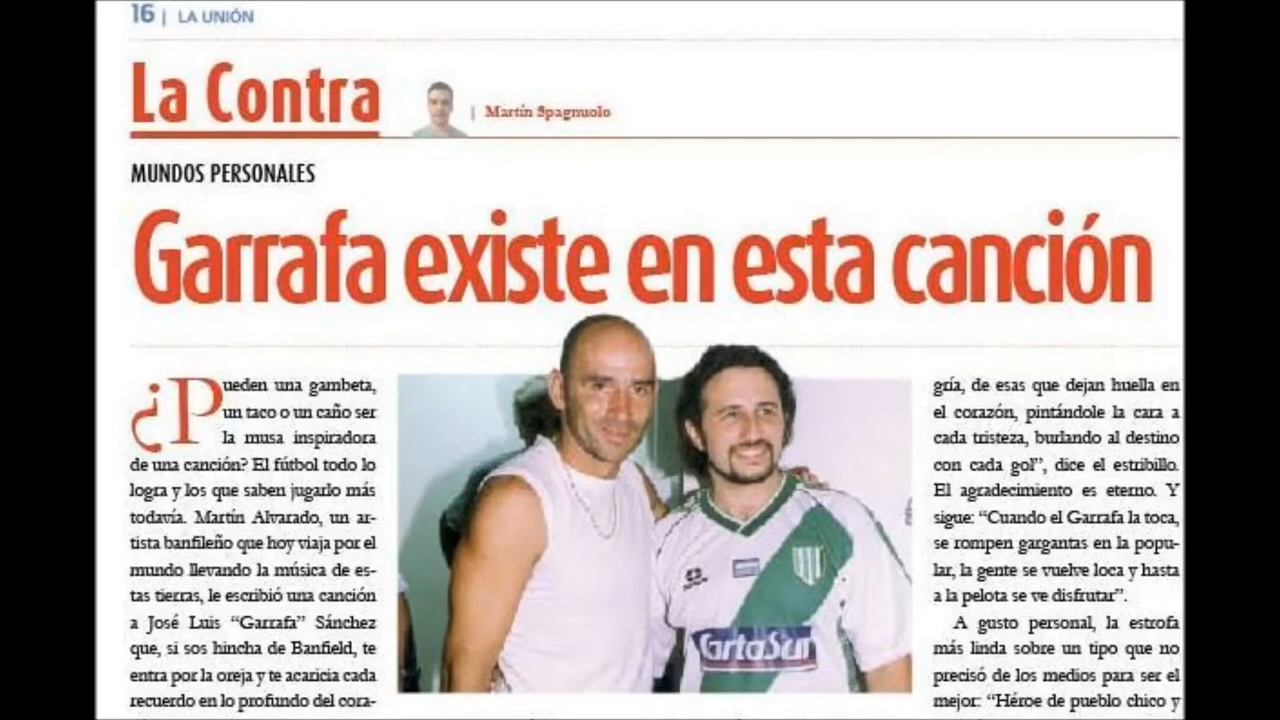 16 | LA UNIÓN
La Contra
| Martín Spagnuolo
MUNDOS PERSONALES
Garrafa existe en esta canción
¿Pueden una gambeta,
un taco o un caño ser
la musa inspiradora
de una canción? El fútbol todo lo
logra y los que saben jugarlo más
todavía. Martín Alvarado, un ar-
tista banfileño que hoy viaja por el
mundo llevando la música de es-
tas tierras, le escribió una canción
a José Luis “Garrafa” Sánchez
que, si sos hincha de Banfield, te
entra por la oreja y te acaricia cada
recuerdo en lo profundo del cora-
CartaSur
gría, de esas que dejan huella en
el corazón, pintándole la cara a
cada tristeza, burlando al destino
con cada gol”, dice el estribillo.
El agradecimiento es eterno. Y
sigue: “Cuando el Garrafa la toca,
se rompen gargantas en la popu-
lar, la gente se vuelve loca y hasta
a la pelota se ve disfrutar”.
A gusto personal, la estrofa
más linda sobre un tipo que no
precisó de los medios para ser el
mejor: “Héroe de pueblo chico y